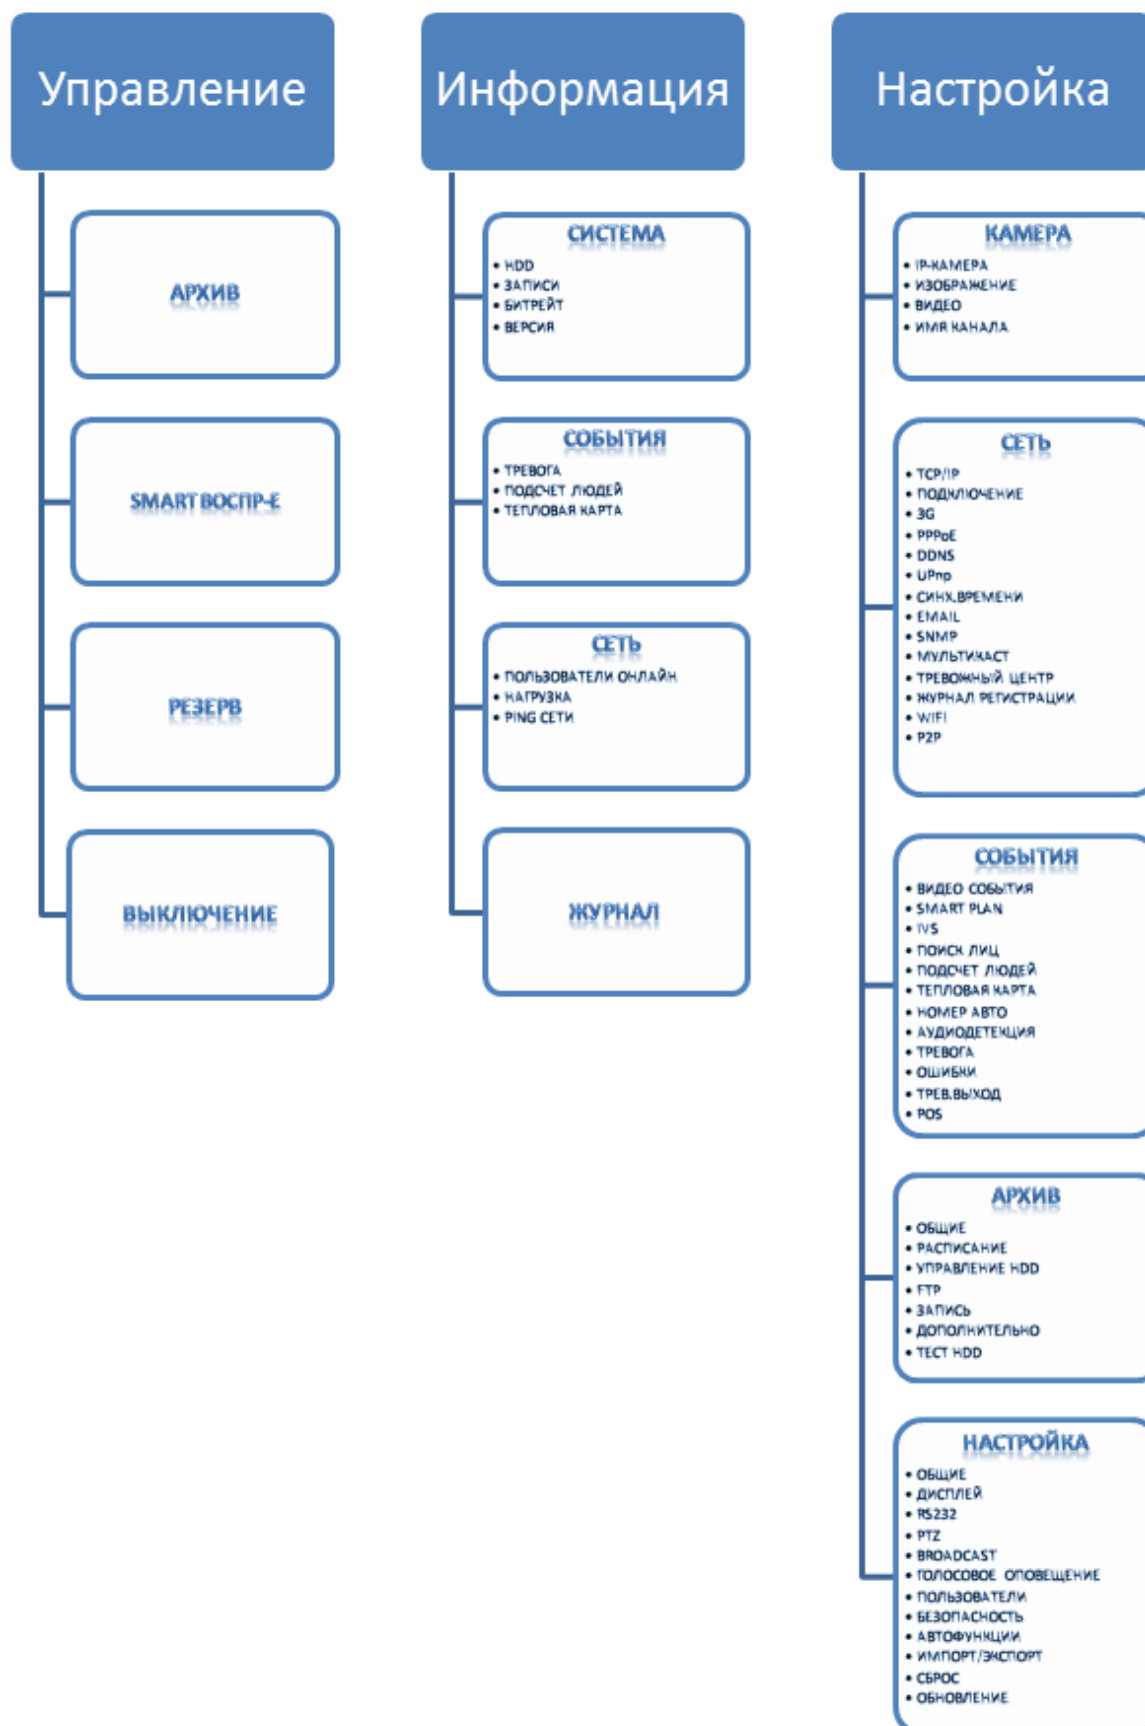 Управление
АРХИВ
SMART ВОСПР-Е
РЕЗЕРВ
ВЫКЛЮЧЕНИЕ
Информация
СИСТЕМА
• HDD
• ЗАПИСИ
• БИТРЕЙТ
• ВЕРСИЯ
СОБЫТИЯ
• ТРЕВОГА
• ПОДСЧЕТ ЛЮДЕЙ
• ТЕПЛОВАЯ КАРТА
СЕТЬ
• ПОЛЬЗОВАТЕЛИ ОНЛАЙН
• НАГРУЗКА
• PING СЕТИ
ЖУРНАЛ
Настройка
КАМЕРА
• IP-КАМЕРА
• ИЗОБРАЖЕНИЕ
• ВИДЕО
• ИМЯ КАНАЛА
СЕТЬ
• TCP/IP
• ПОДКЛЮЧЕНИЕ
• 3G
• PPPoE
• DDNS
• UPnp
• СИНХ.ВРЕМЕНИ
• EMAIL
• SNMP
• МУЛЬТИКАСТ
• ТРЕВОЖНЫЙ ЦЕНТР
• ЖУРНАЛ РЕГИСТРАЦИИ
• WIFI
• P2P
СОБЫТИЯ
• ВИДЕО СОБЫТИЯ
• SMART PLAN
• IVS
• ПОИСК ЛИЦ
• ПОДСЧЕТ ЛЮДЕЙ
• ТЕПЛОВАЯ КАРТА
• НОМЕР АВТО
• АУДИОДЕТЕКЦИЯ
• ТРЕВОГА
• ОШИБКИ
• ТРЕВ.ВЫХОД
• POS
АРХИВ
• ОБЩИЕ
• РАСПИСАНИЕ
• УПРАВЛЕНИЕ HDD
• FTP
• ЗАПИСЬ
• ДОПОЛНИТЕЛЬНО
• ТЕСТ HDD
НАСТРОЙКА
• ОБЩИЕ
• ДИСПЛЕЙ
• RS232
• PTZ
• BROADCAST
• ГОЛОСОВОЕ ОПОВЕЩЕНИЕ
• ПОЛЬЗОВАТЕЛИ
• БЕЗОПАСНОСТЬ
• АВТОФУНКЦИИ
• ИМПОРТ/ЭКСПОРТ
• СБРОС
• ОБНОВЛЕНИЕ